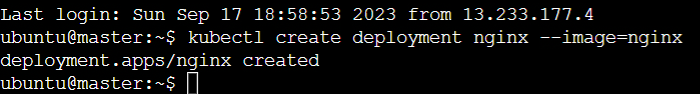 Last login: Sun Sep 17 18:58:53 2023 from 13.233.177.4
ubuntu@master:~$ kubectl create deployment nginx --image=nginx
deployment.apps/nginx created
ubuntu@master:~$